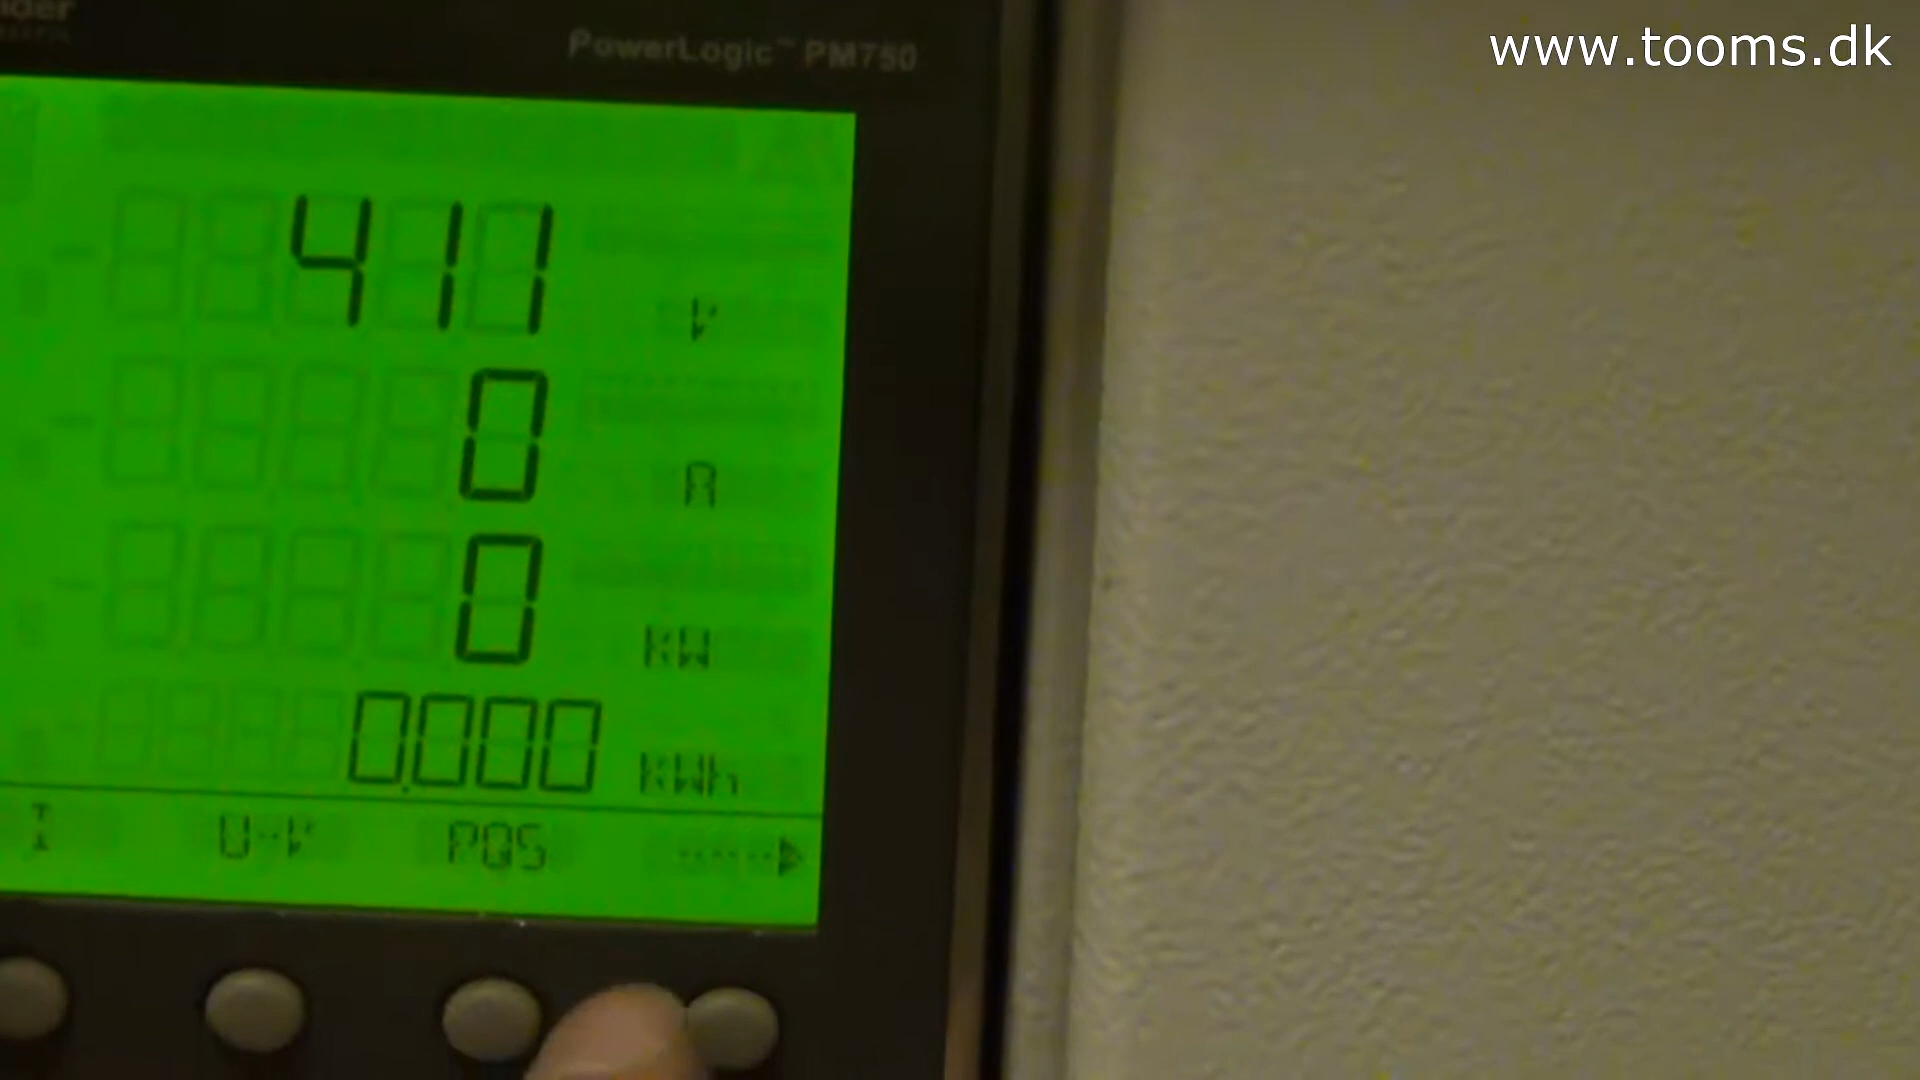 www.tooms.dk
PowerLogic™ PM750
411 V
0 A
0 kW
0.000 kWh
U-V PQS